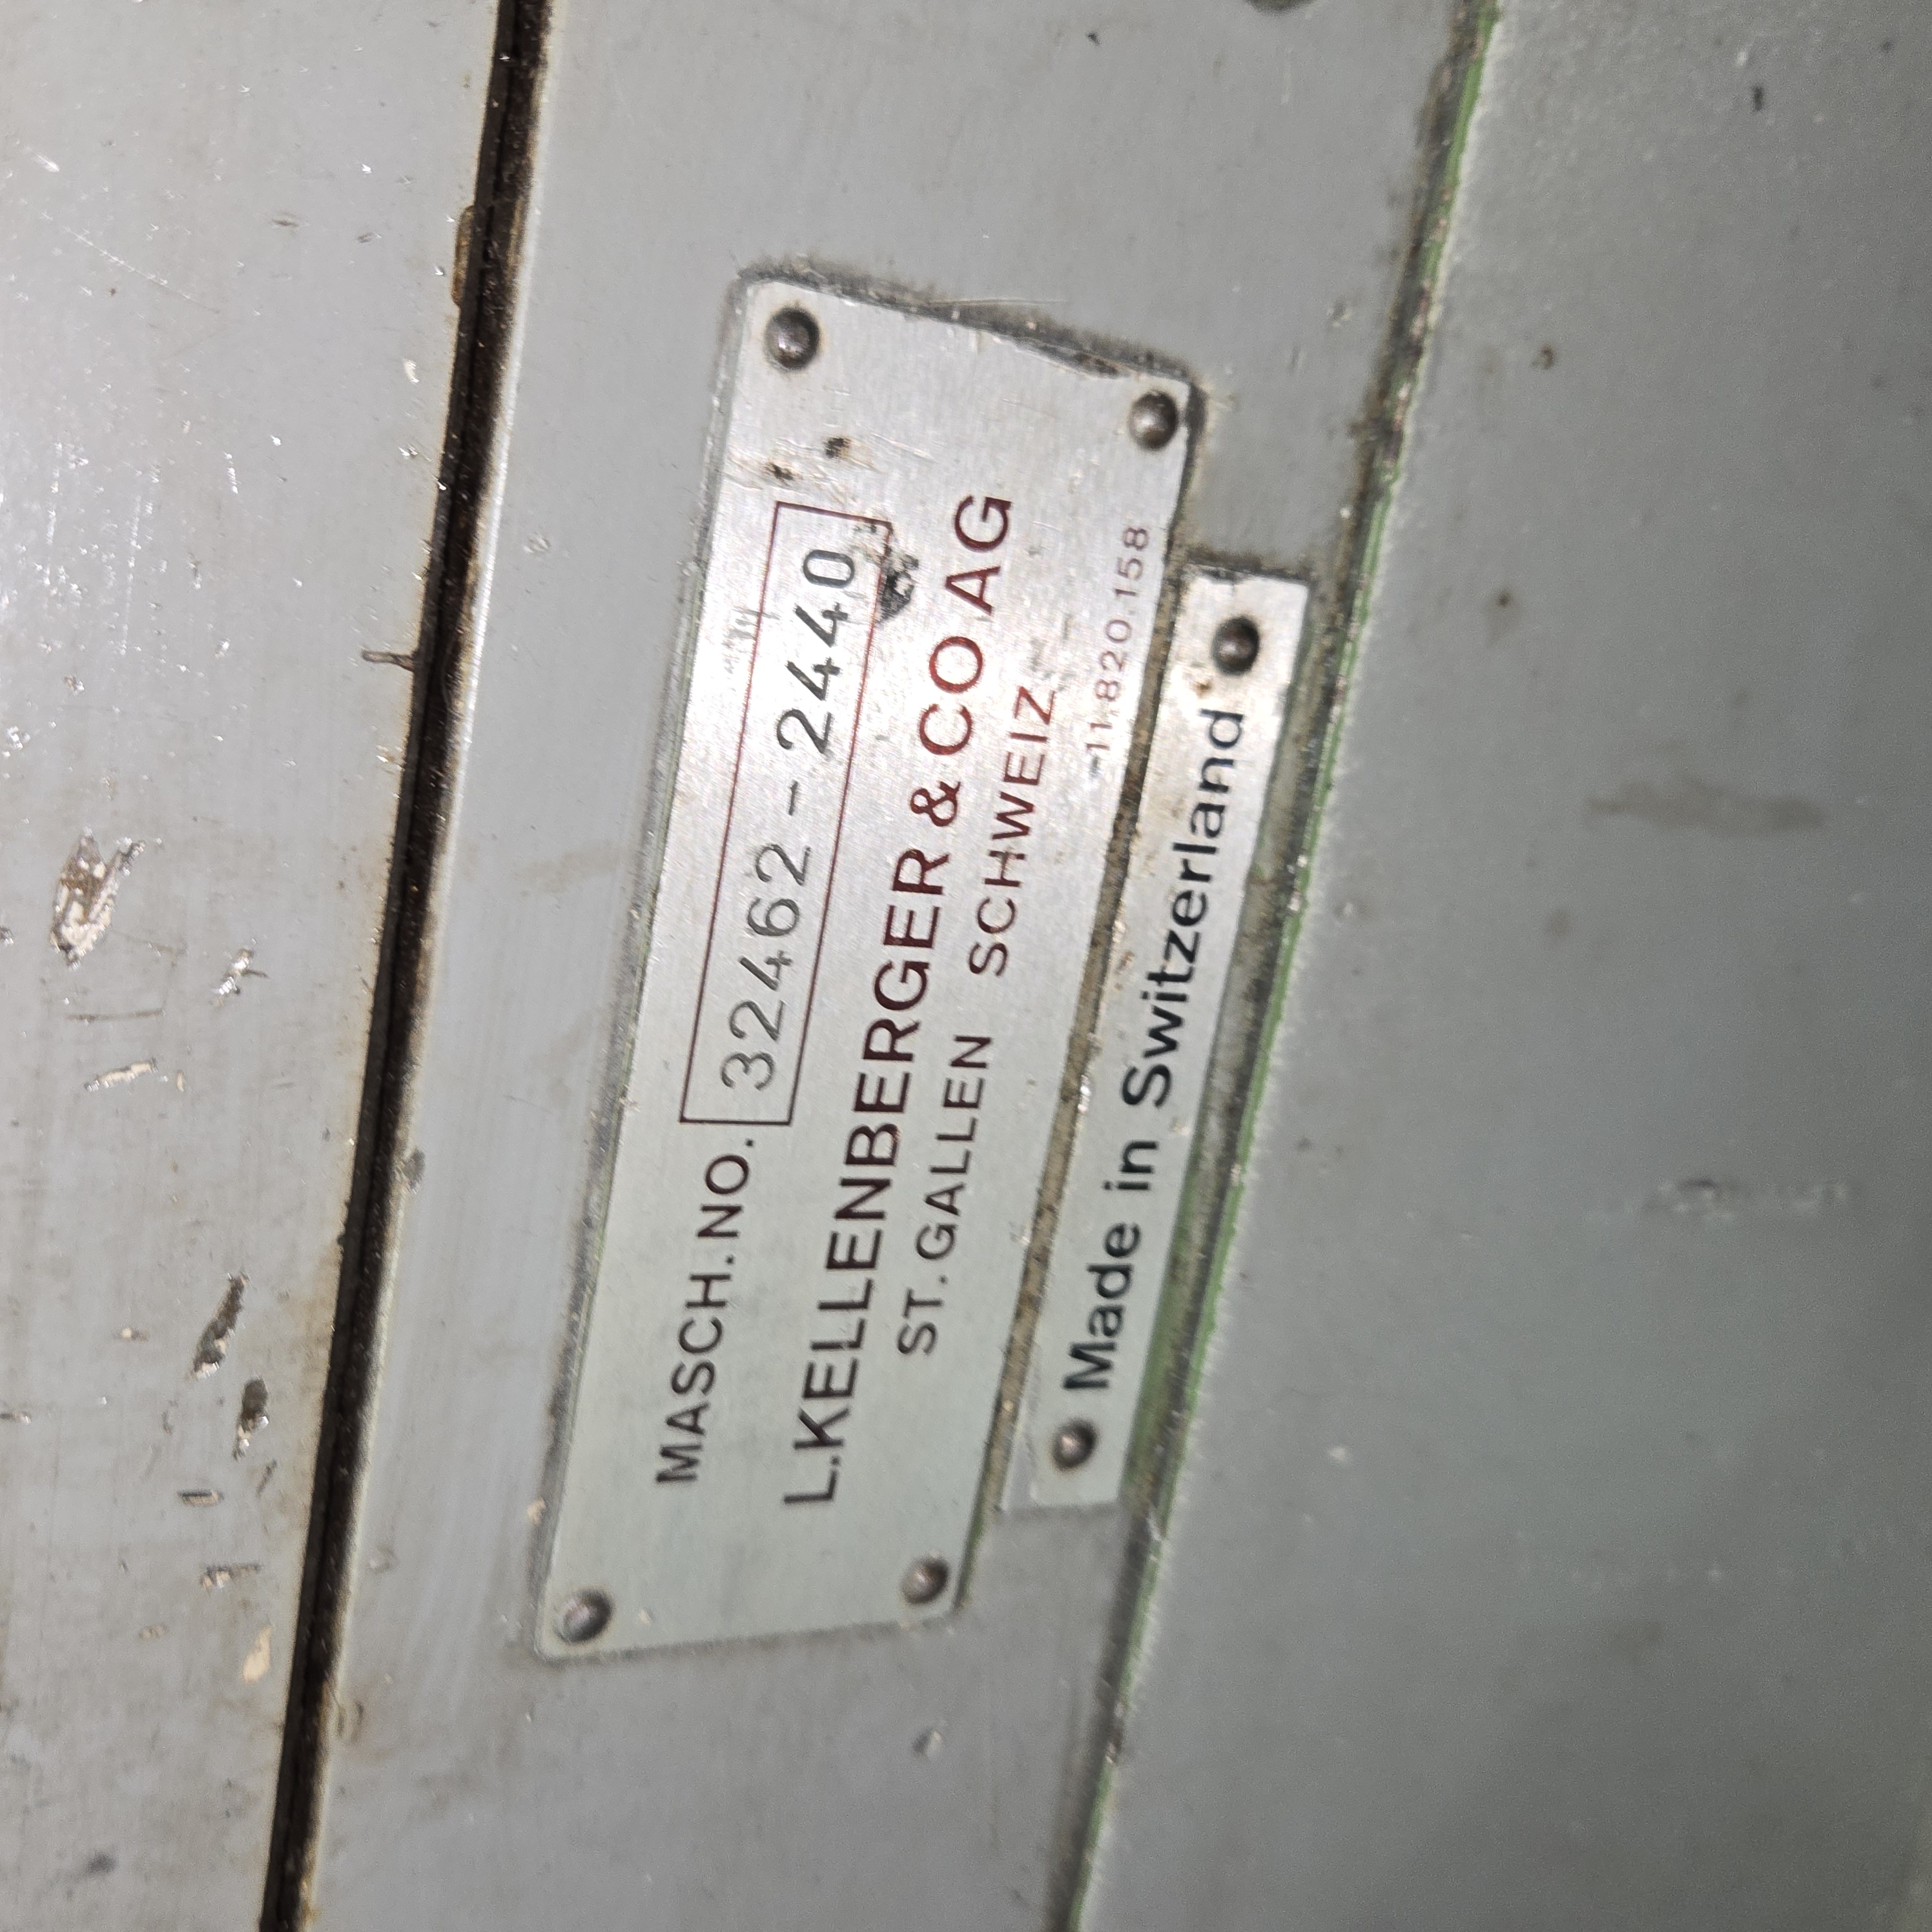 MASCH.NO. 32462-2440
L.KELLENBERGER & CO AG
ST.GALLEN SCHWEIZ
11.820.158
Made in Switzerland